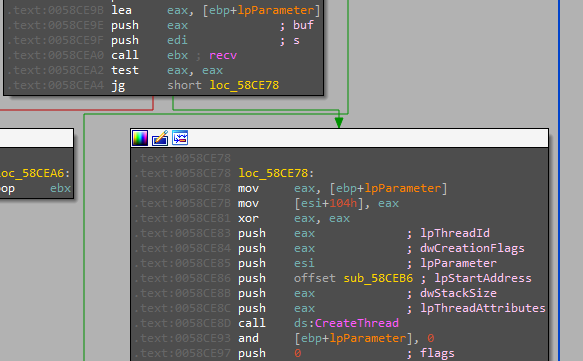 .text:0058CE9B lea eax, [ebp+lpParameter]
.text:0058CE9E push eax ; buf
.text:0058CE9F push edi ; s
.text:0058CEA0 call ebx ; recv
.text:0058CEA2 test eax, eax
.text:0058CEA4 jg short loc_58CE78
loc_58CEA6:
pop ebx
.text:0058CE78
.text:0058CE78 loc_58CE78:
.text:0058CE78 mov eax, [ebp+lpParameter]
.text:0058CE7B mov [esi+104h], eax
.text:0058CE81 xor eax, eax
.text:0058CE83 push eax ; lpThreadId
.text:0058CE84 push eax ; dwCreationFlags
.text:0058CE85 push esi ; lpParameter
.text:0058CE86 push offset sub_58CEB6 ; lpStartAddress
.text:0058CE8B push eax ; dwStackSize
.text:0058CE8C push eax ; lpThreadAttributes
.text:0058CE8D call ds:CreateThread
.text:0058CE93 and [ebp+lpParameter], 0
.text:0058CE97 push 0 ; flags